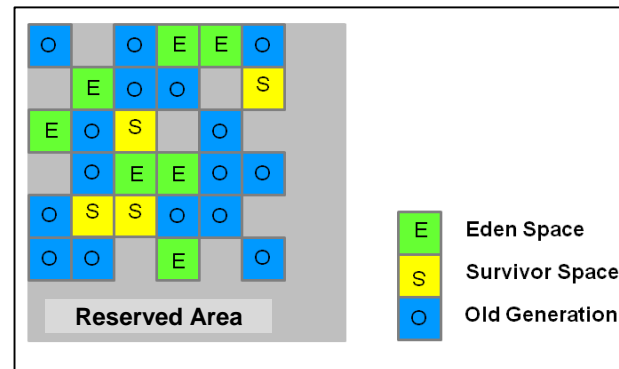 O O E E O
E O O S
E O S O
O E E O O
O S S O O
O O E O
Reserved Area
E Eden Space
S Survivor Space
O Old Generation